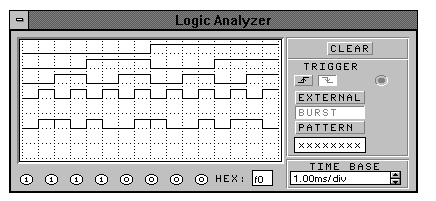 Logic Analyzer
CLEAR
TRIGGER
EXTERNAL
BURST
PATTERN
xxxxxxxx
TIME BASE
1 1 1 1 0 0 0 0 HEX: f0
1.00ms/div